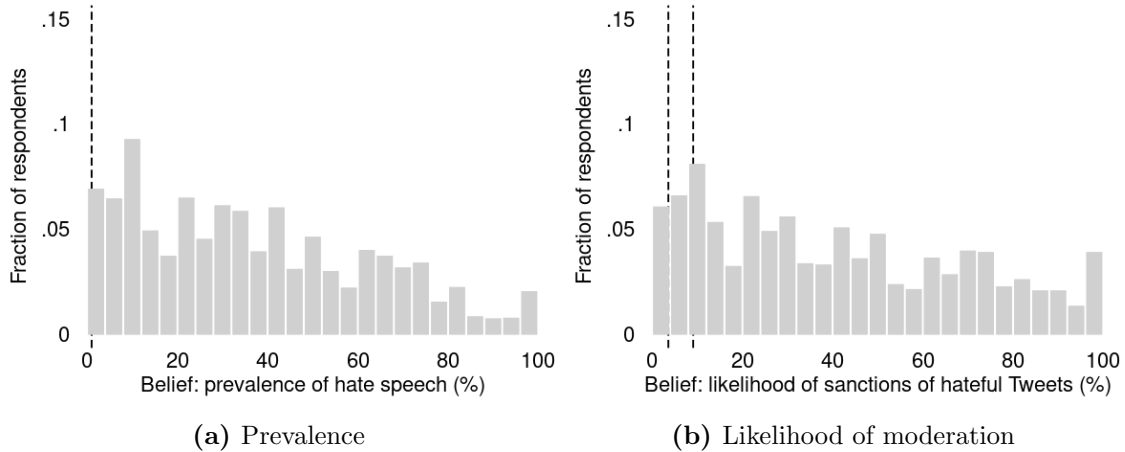 .15
.1
.05
0
Fraction of respondents
0 20 40 60 80 100
Belief: prevalence of hate speech (%)
(a) Prevalence
.15
.1
.05
0
Fraction of respondents
0 20 40 60 80 100
Belief: likelihood of sanctions of hateful Tweets (%)
(b) Likelihood of moderation